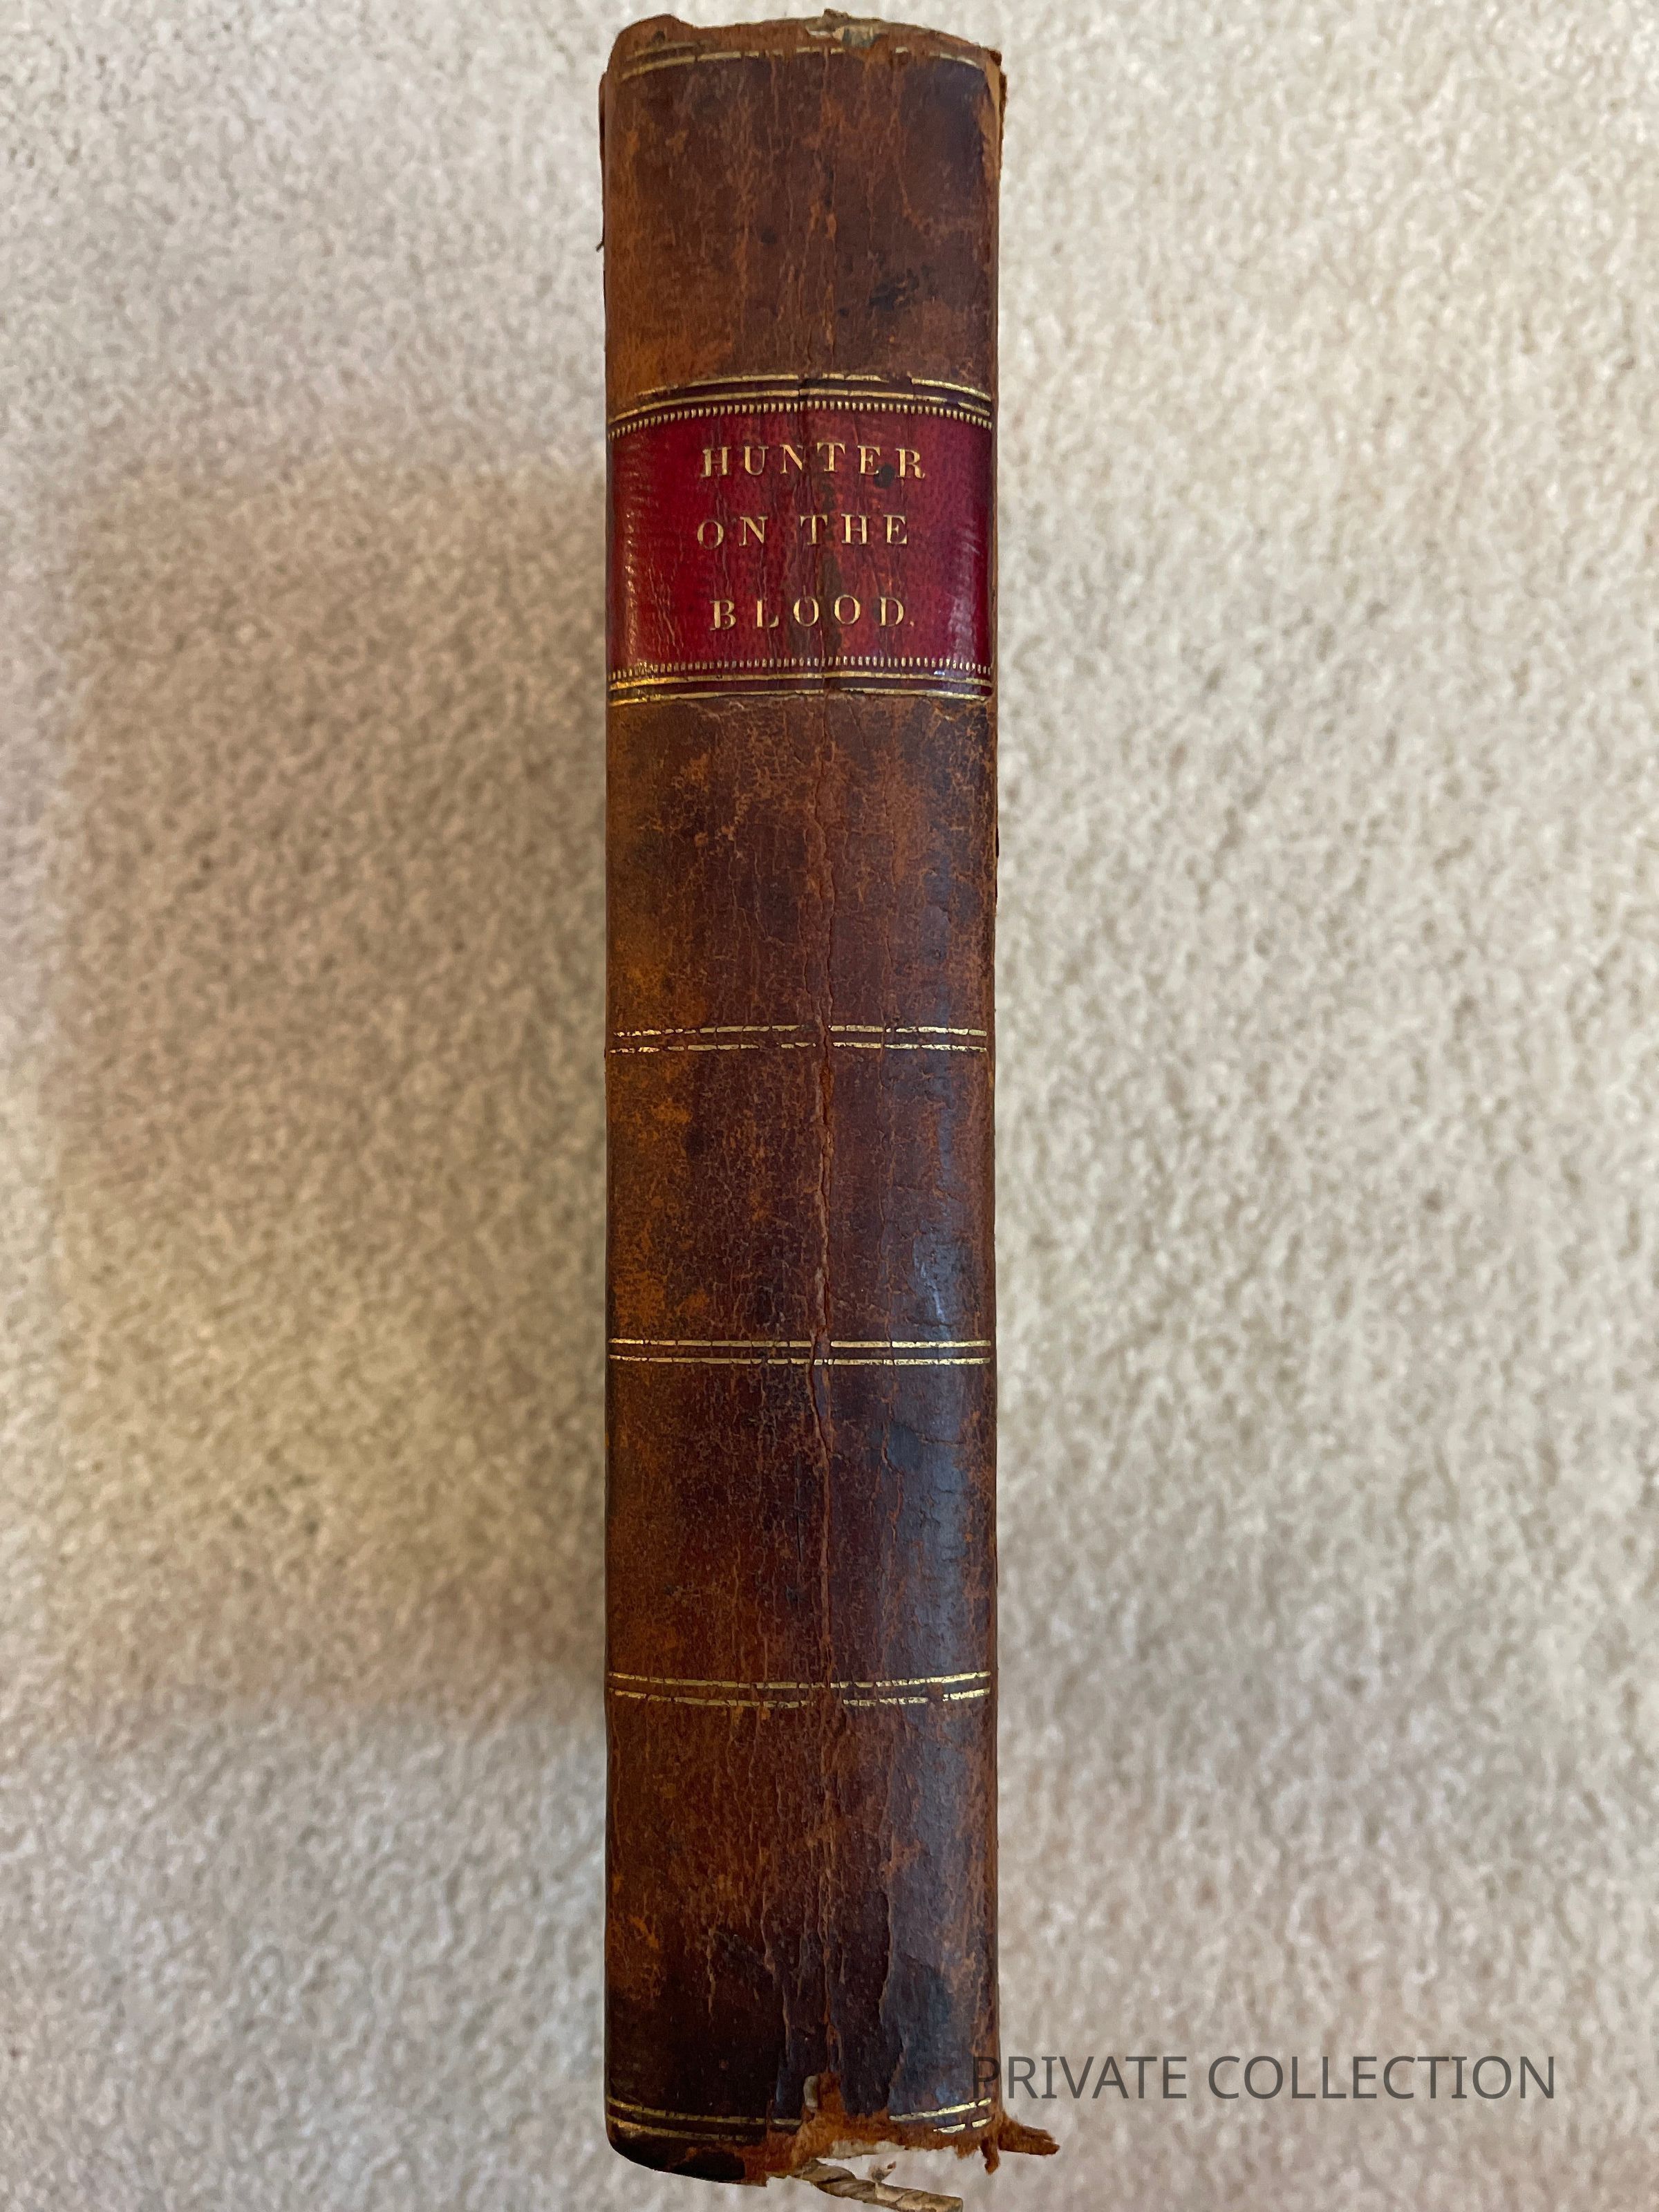 HUNTER
ON THE
BLOOD.
PRIVATE COLLECTION